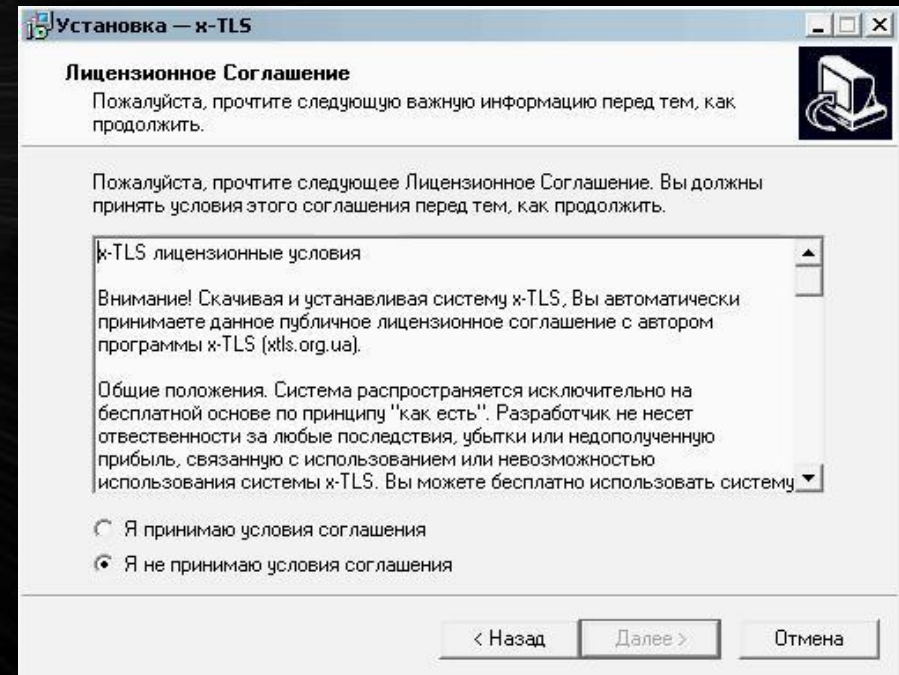 Установка — x-TLS
Лицензионное Соглашение
Пожалуйста, прочтите следующую важную информацию перед тем, как
продолжить.
Пожалуйста, прочтите следующее Лицензионное Соглашение. Вы должны
принять условия этого соглашения перед тем, как продолжить.
x-TLS лицензионные условия
Внимание! Скачивая и устанавливая систему x-TLS, Вы автоматически
принимаете данное публичное лицензионное соглашение с автором
программы x-TLS (xtls.org.ua).
Общие положения. Система распространяется исключительно на
бесплатной основе по принципу "как есть". Разработчик не несет
отвественности за любые последствия, убытки или недополученную
прибыль, связанную с использованием или невозможностью
использования системы x-TLS. Вы можете бесплатно использовать систему
Я принимаю условия соглашения
Я не принимаю условия соглашения
< Назад
Далее >
Отмена